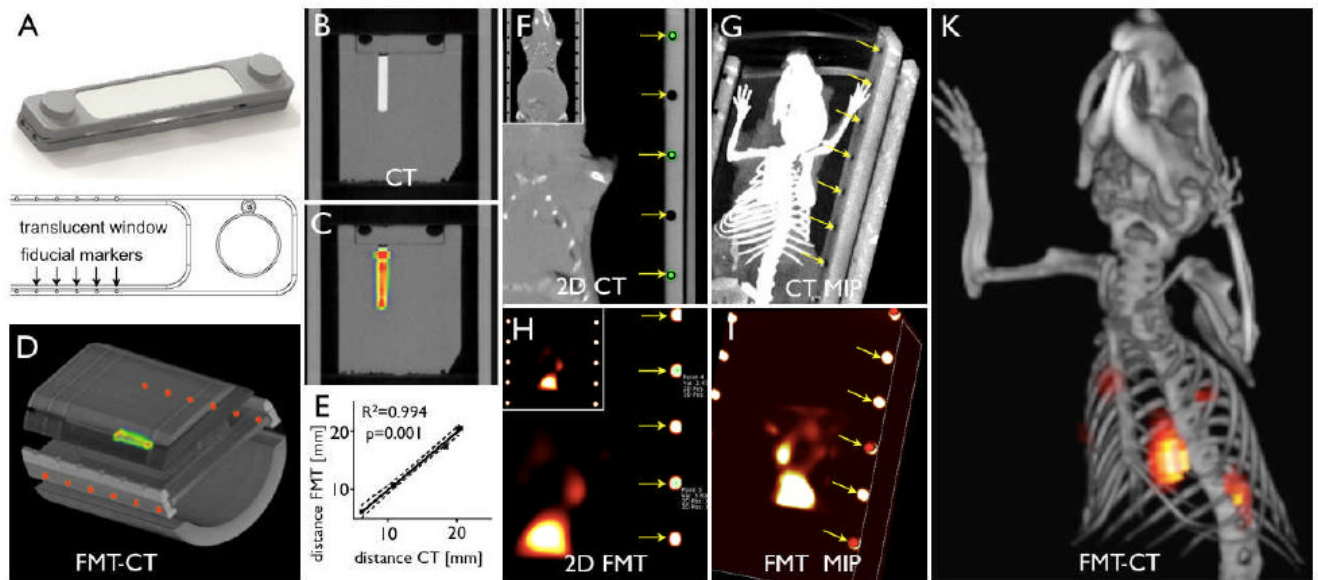 A
translucent window
fiducial markers
B
CT
C
D
FMT-CT
E
R²=0.994
p=0.001
distance FMT [mm]
20
10
10
20
distance CT [mm]
F
2D CT
G
CT MIP
H
2D FMT
I
FMT MIP
K
FMT-CT